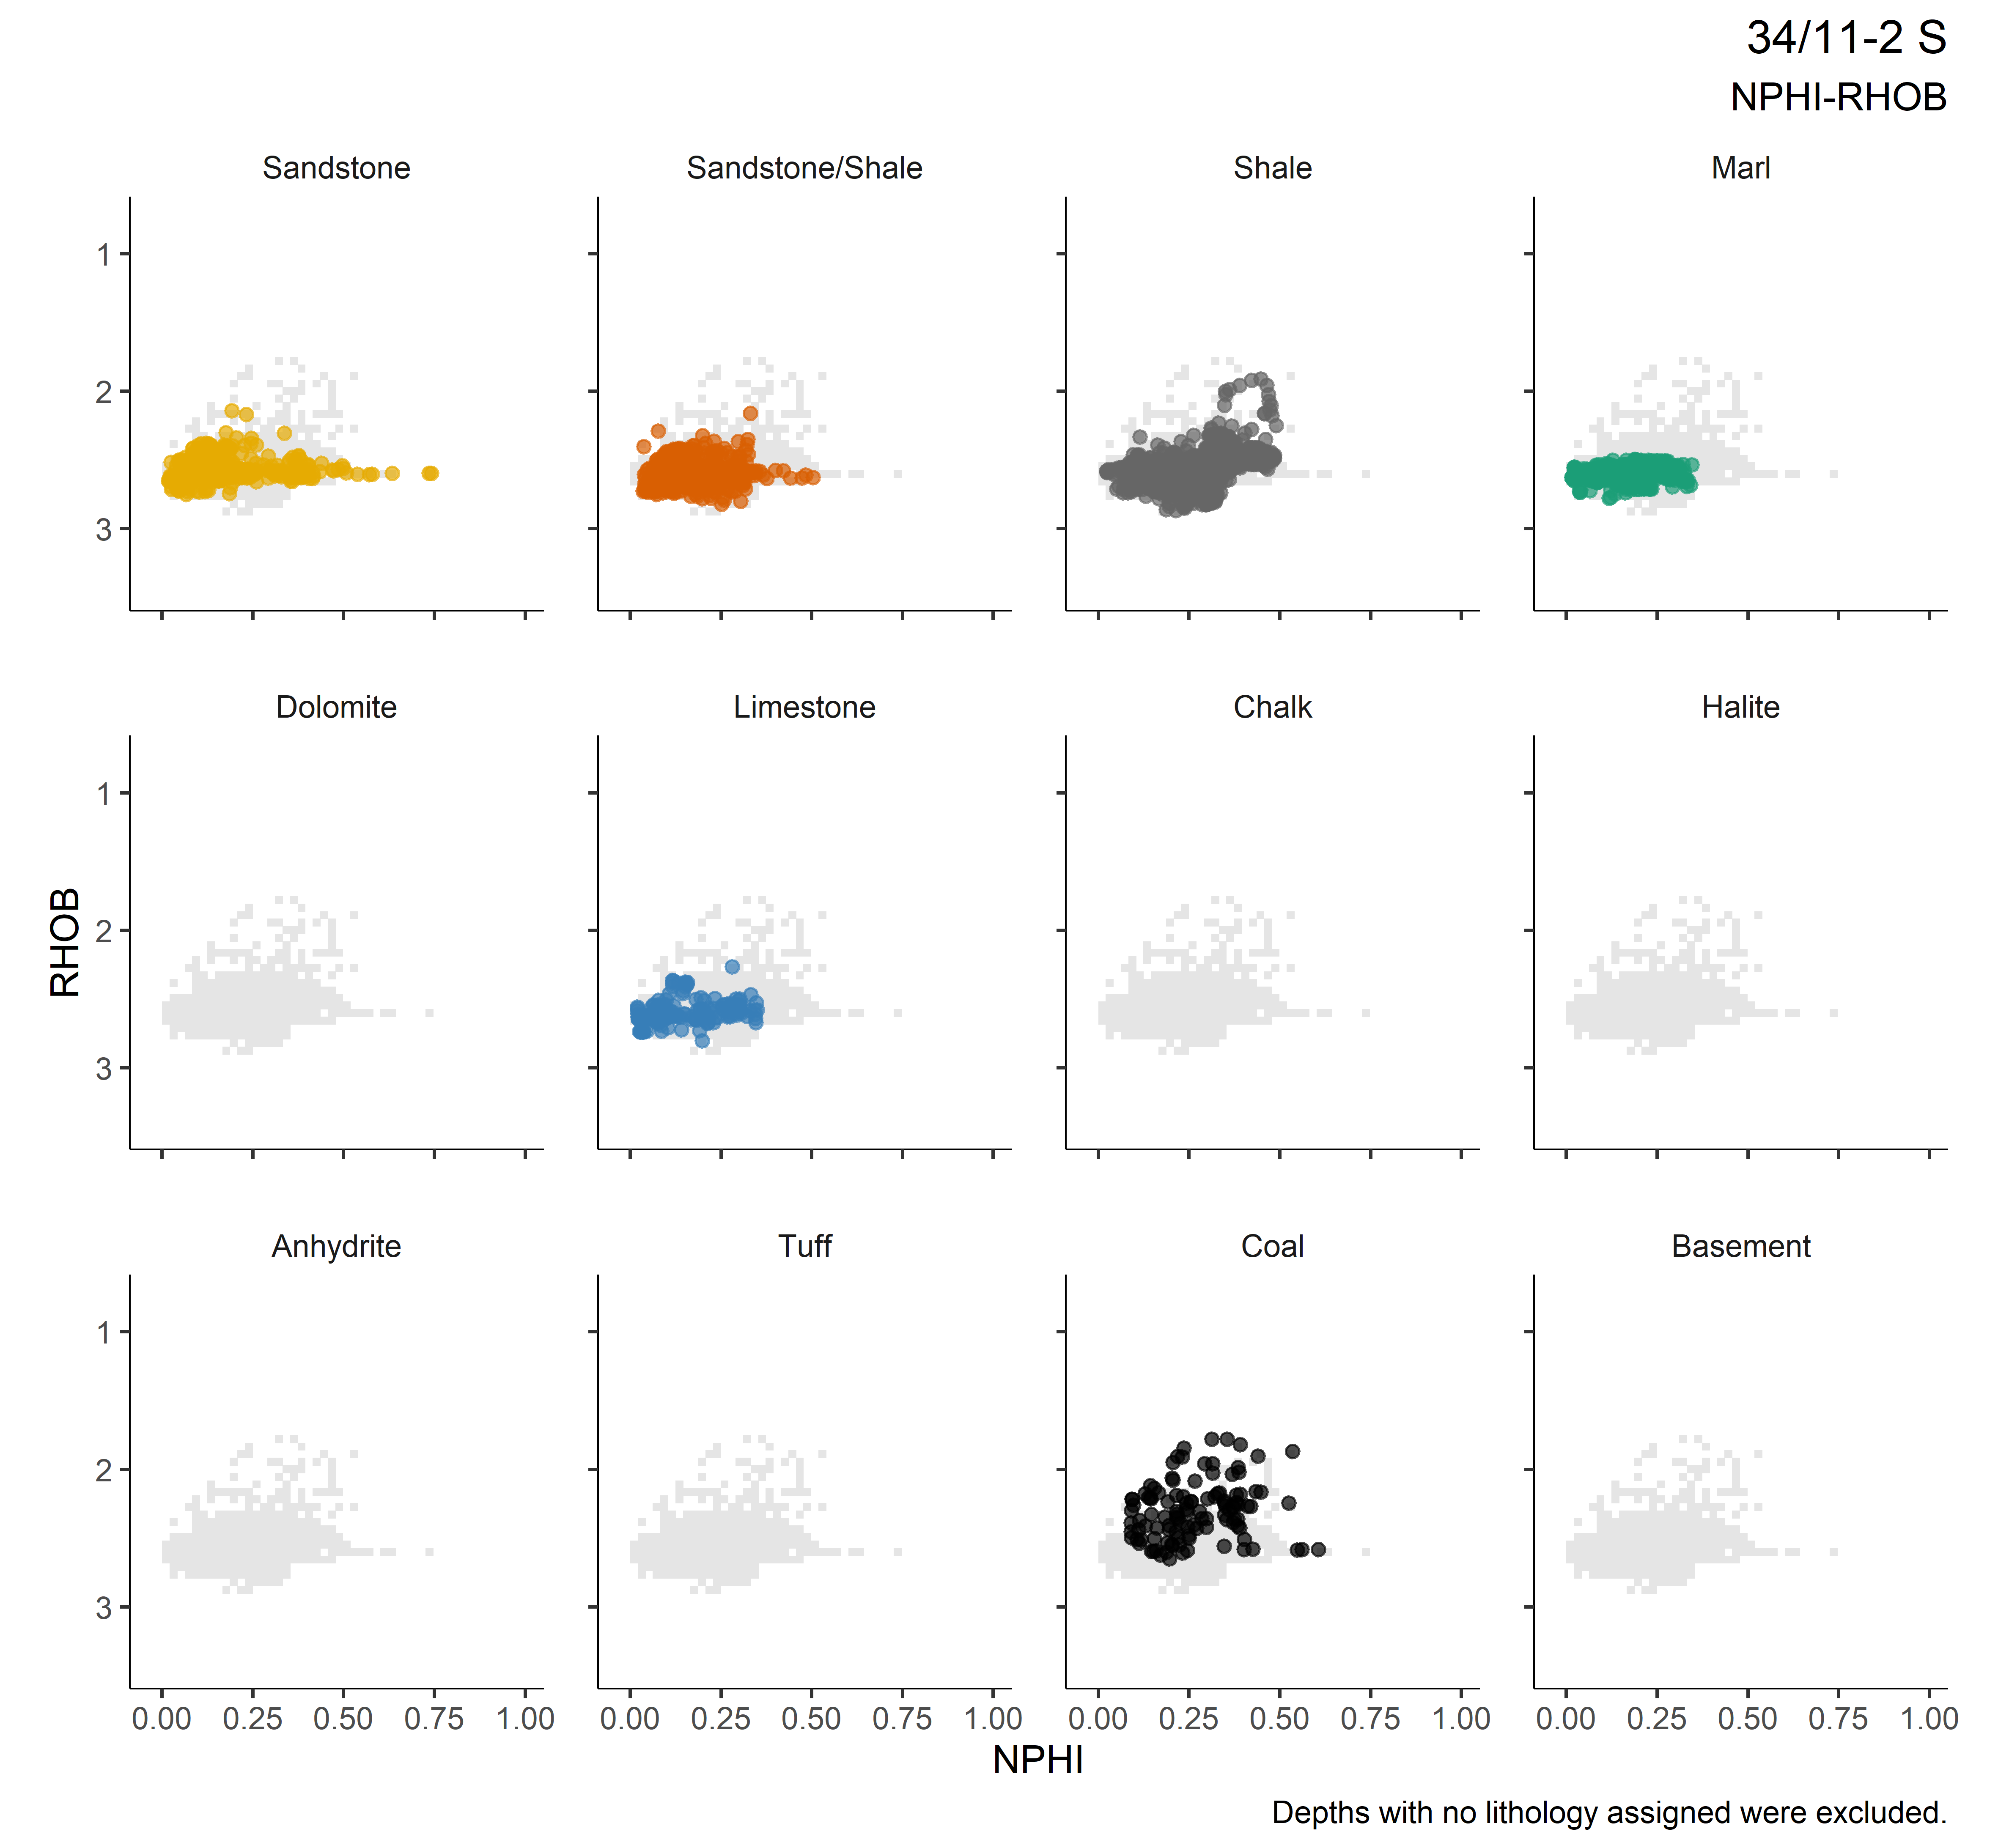 34/11-2 S
NPHI-RHOB
Sandstone Sandstone/Shale Shale Marl
1
2
3
Dolomite Limestone Chalk Halite
1
2
3
RHOB
Anhydrite Tuff Coal Basement
1
2
3
0.00 0.25 0.50 0.75 1.00 0.00 0.25 0.50 0.75 1.00 0.00 0.25 0.50 0.75 1.00 0.00 0.25 0.50 0.75 1.00
NPHI
Depths with no lithology assigned were excluded.